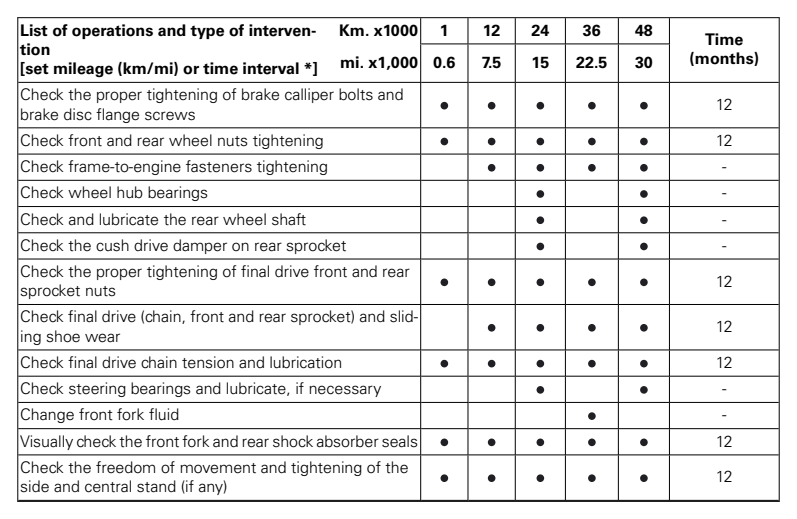 List of operations and type of interven- Km. x1000 1 12 24 36 48 Time
tion mi. x1,000 0.6 7.5 15 22.5 30 (months)
[set mileage (km/mi) or time interval *]
Check the proper tightening of brake calliper bolts and
brake disc flange screws ● ● ● ● ● 12
Check front and rear wheel nuts tightening ● ● ● ● ● 12
Check frame-to-engine fasteners tightening ● ● ● ● -
Check wheel hub bearings ● ● -
Check and lubricate the rear wheel shaft ● ● -
Check the cush drive damper on rear sprocket ● ● -
Check the proper tightening of final drive front and rear
sprocket nuts ● ● ● ● ● 12
Check final drive (chain, front and rear sprocket) and slid-
ing shoe wear ● ● ● ● 12
Check final drive chain tension and lubrication ● ● ● ● ● 12
Check steering bearings and lubricate, if necessary ● ● -
Change front fork fluid ● -
Visually check the front fork and rear shock absorber seals ● ● ● ● ● 12
Check the freedom of movement and tightening of the
side and central stand (if any) ● ● ● ● ● 12